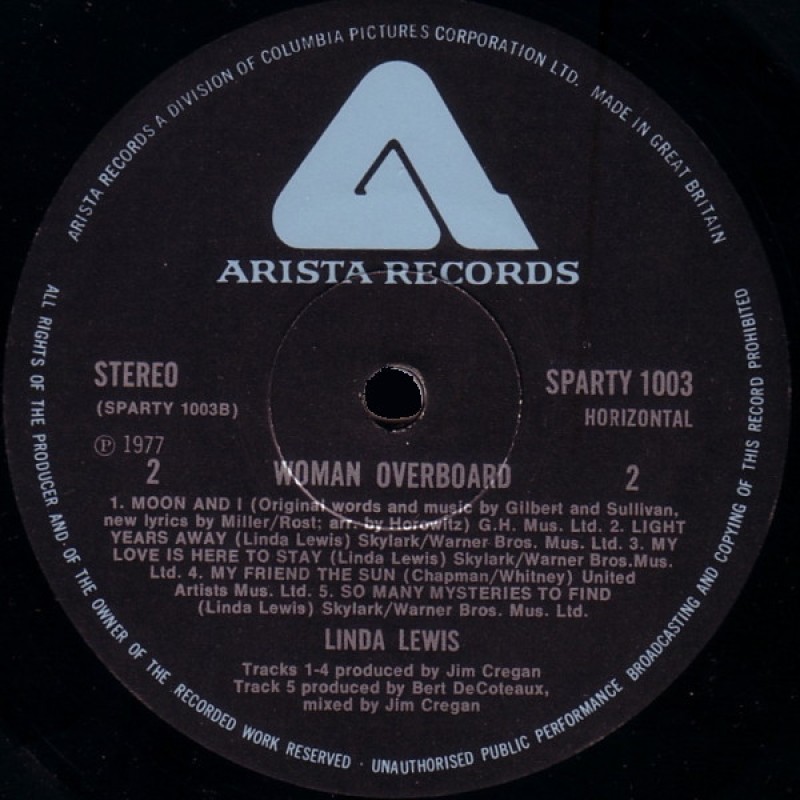 ARISTA RECORDS A DIVISION OF COLUMBIA PICTURES CORPORATION LTD. MADE IN GREAT BRITAIN
ARISTA RECORDS
STEREO
(SPARTY 1003B)
SPARTY 1003
HORIZONTAL
Ⓟ 1977
2 WOMAN OVERBOARD 2
1. MOON AND I (Original words and music by Gilbert and Sullivan,
new lyrics by Miller/Rost; arr. by Horowitz) G.H. Mus. Ltd. 2. LIGHT
YEARS AWAY (Linda Lewis) Skylark/Warner Bros. Mus. Ltd. 3. MY
LOVE IS HERE TO STAY (Linda Lewis) Skylark/Warner Bros.Mus.
Ltd. 4. MY FRIEND THE SUN (Chapman/Whitney) United
Artists Mus. Ltd. 5. SO MANY MYSTERIES TO FIND
(Linda Lewis) Skylark/Warner Bros. Mus. Ltd.
LINDA LEWIS
Tracks 1-4 produced by Jim Cregan
Track 5 produced by Bert DeCoteaux,
mixed by Jim Cregan
ALL RIGHTS OF THE PRODUCER AND OF THE OWNER OF THE RECORDED WORK RESERVED · UNAUTHORISED PUBLIC PERFORMANCE BROADCASTING AND COPYING OF THIS RECORD PROHIBITED